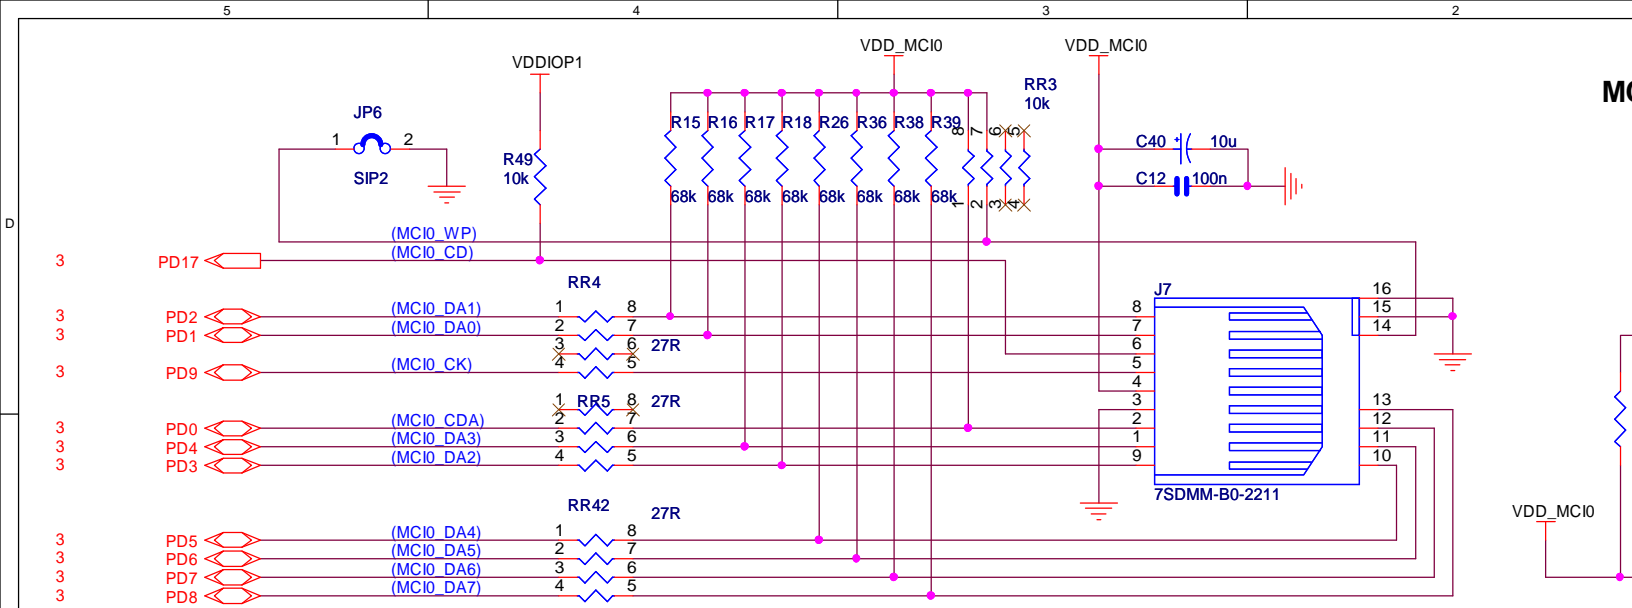 5 4 3 2
VDD_MCI0 VDD_MCI0
VDDIOP1
RR3
10k
MC
JP6
R15 R16 R17 R18 R26 R36 R38 R39 8 7 6 5
1 2
C40 + 10u
R49
10k
SIP2
C12 100n
68k 68k 68k 68k 68k 68k 68k 68k 1 2 3 4
D
(MCI0_WP)
(MCI0_CD)
3 PD17
RR4
J7
16
(MCI0_DA1) 1 8 8 15
3 PD2
(MCI0_DA0) 2 7 7 14
3 PD1
3 6 27R 6
(MCI0_CK) 4 5 5
3 PD9
4
1 RR5 8 27R 3 13
(MCI0_CDA) 2 7 2 12
3 PD0
(MCI0_DA3) 3 6 1 11
3 PD4
(MCI0_DA2) 4 5 9 10
3 PD3
7SDMM-B0-2211
RR42
27R
VDD_MCI0
(MCI0_DA4) 1 8
3 PD5
(MCI0_DA5) 2 7
3 PD6
(MCI0_DA6) 3 6
3 PD7
(MCI0_DA7) 4 5
3 PD8